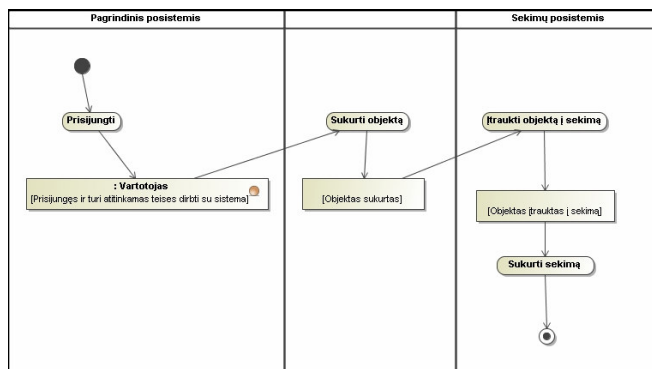 Pagrindinis posistemis
Sekimų posistemis
Prisijungti
Sukurti objektą
Įtraukti objektą į sekimą
: Vartotojas
[Prisijungęs ir turi atitinkamas teises dirbti su sistema]
[Objektas sukurtas]
[Objektas įtrauktas į sekimą]
Sukurti sekimą